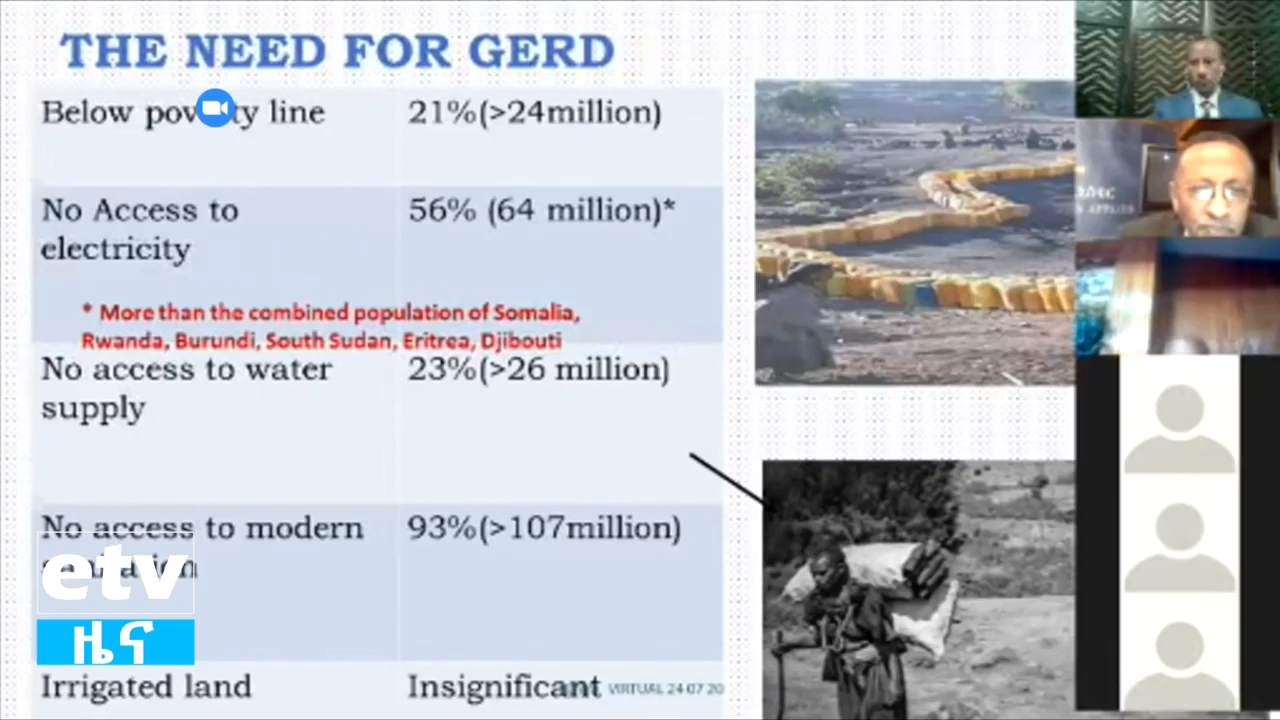 THE NEED FOR GERD
Below poverty line 21%(>24million)
No Access to 56% (64 million)*
electricity
* More than the combined population of Somalia,
Rwanda, Burundi, South Sudan, Eritrea, Djibouti
No access to water 23%(>26 million)
supply
No access to modern 93%(>107million)
etv
ዜና
Irrigated land Insignificant
VIRTUAL 24 07 20